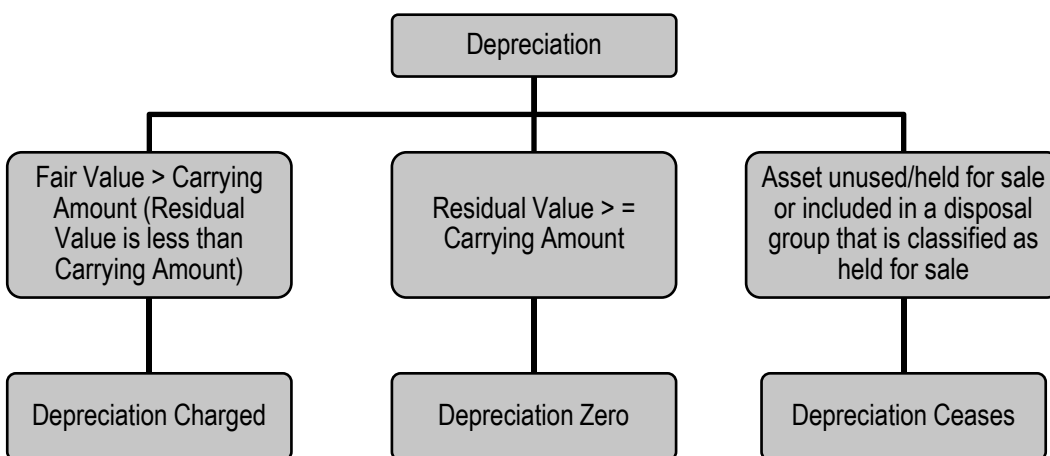 Depreciation
Fair Value > Carrying
Amount (Residual
Value is less than
Carrying Amount)
Residual Value > =
Carrying Amount
Asset unused/held for sale
or included in a disposal
group that is classified as
held for sale
Depreciation Charged
Depreciation Zero
Depreciation Ceases